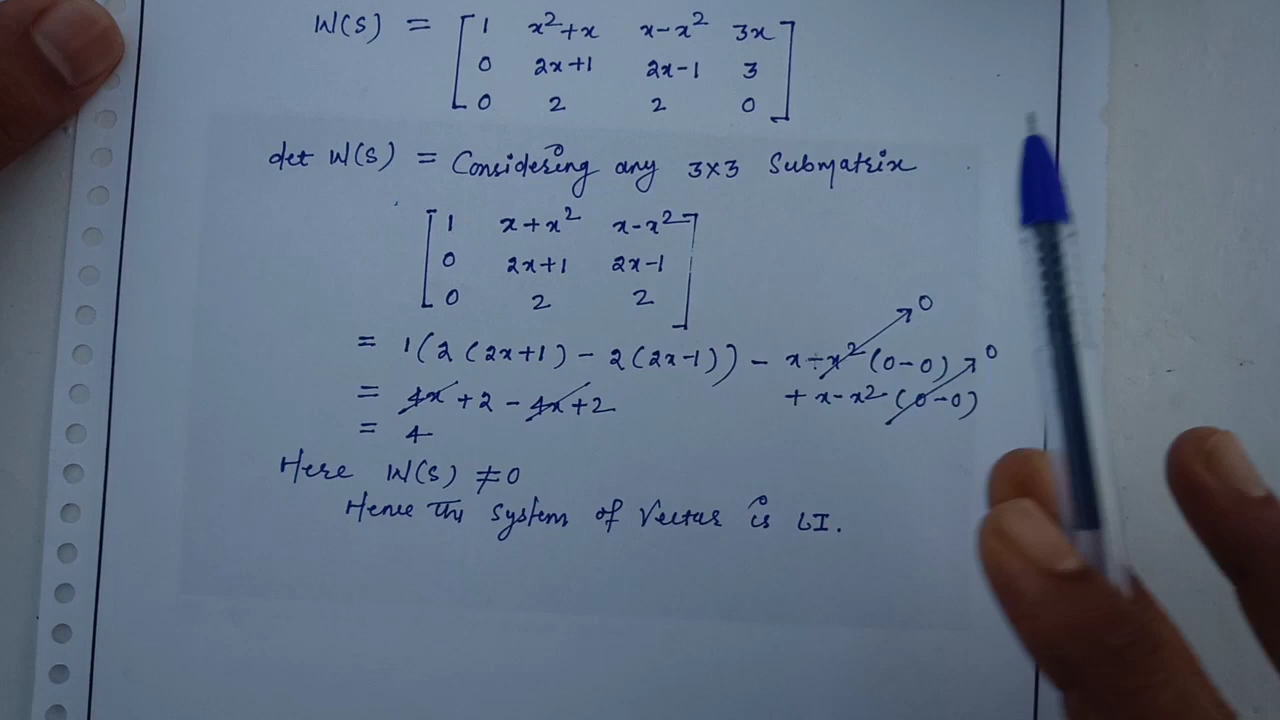 W(S) = [ 1 x²+x x-x² 3x
0 2x+1 2x-1 3
0 2 2 0 ]
det W(S) = Considering any 3×3 Submatrix
[ 1 x+x² x-x²
0 2x+1 2x-1
0 2 2 ]
= 1(2(2x+1) - 2(2x-1)) - x+x²(0-0) → 0
+ x-x²(0-0) → 0
= 4x+2-4x+2
= 4
Here W(S) ≠ 0
Hence the System of Vector is LI.